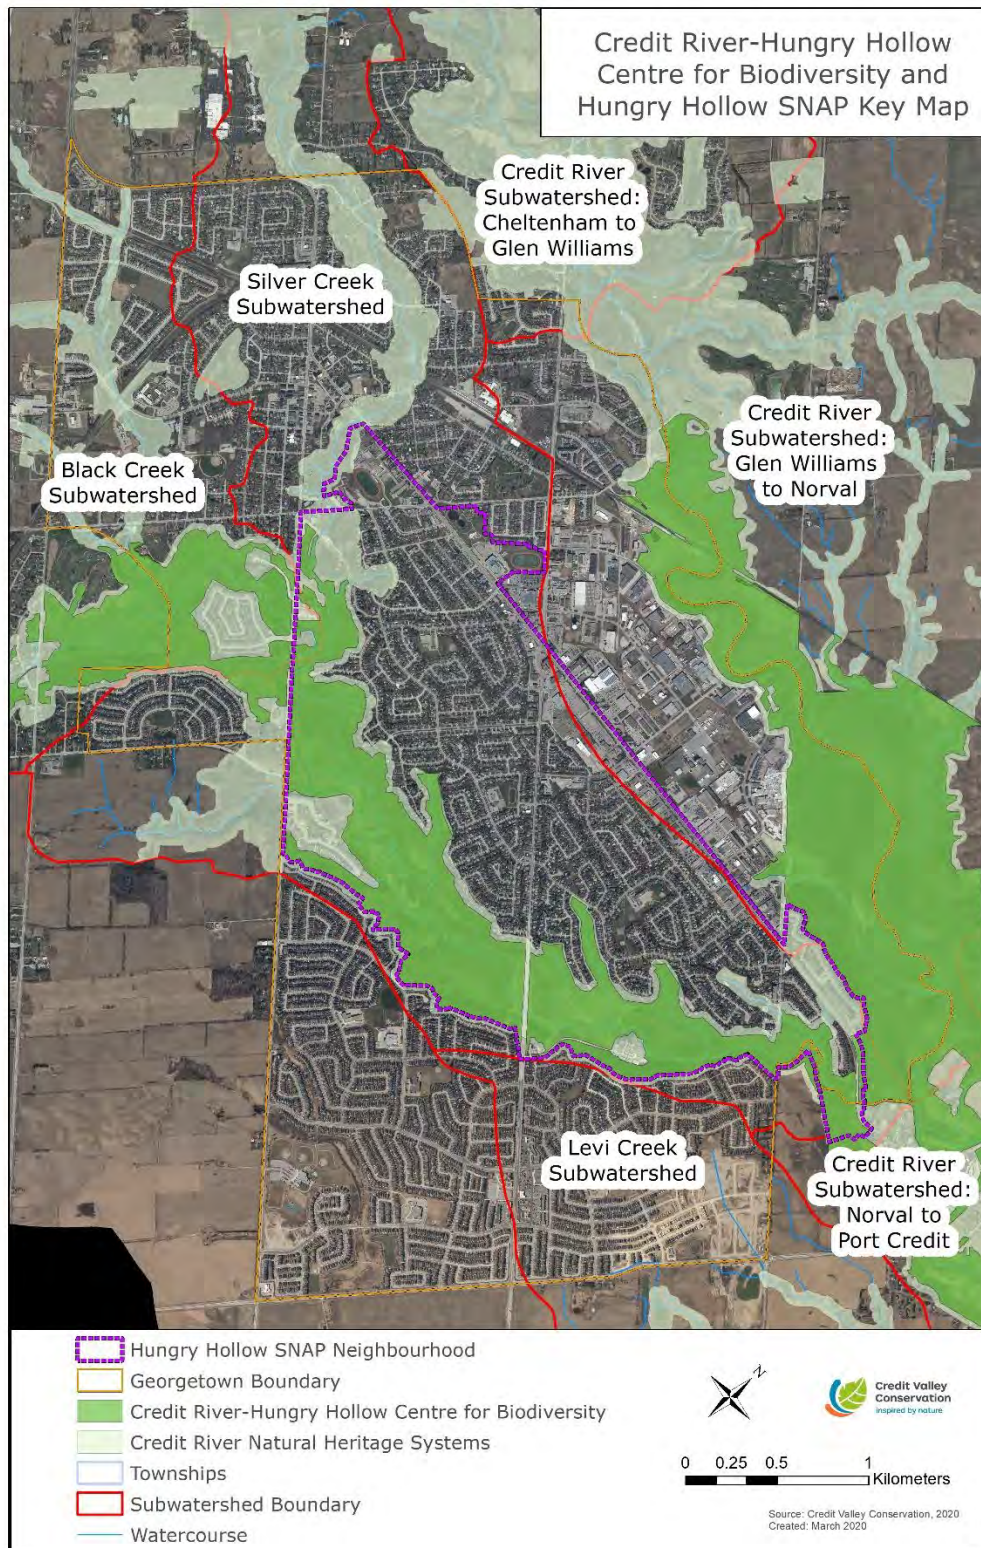 Credit River-Hungry Hollow
Centre for Biodiversity and
Hungry Hollow SNAP Key Map
Credit River
Subwatershed:
Cheltenham to
Glen Williams
Silver Creek
Subwatershed
Credit River
Subwatershed:
Glen Williams
to Norval
Black Creek
Subwatershed
Levi Creek
Subwatershed
Credit River
Subwatershed:
Norval to
Port Credit
Hungry Hollow SNAP Neighbourhood
Georgetown Boundary
Credit River-Hungry Hollow Centre for Biodiversity
Credit River Natural Heritage Systems
Townships
Subwatershed Boundary
Watercourse
N
Credit Valley
Conservation
inspired by nature
0 0.25 0.5 1
Kilometers
Source: Credit Valley Conservation, 2020
Created: March 2020